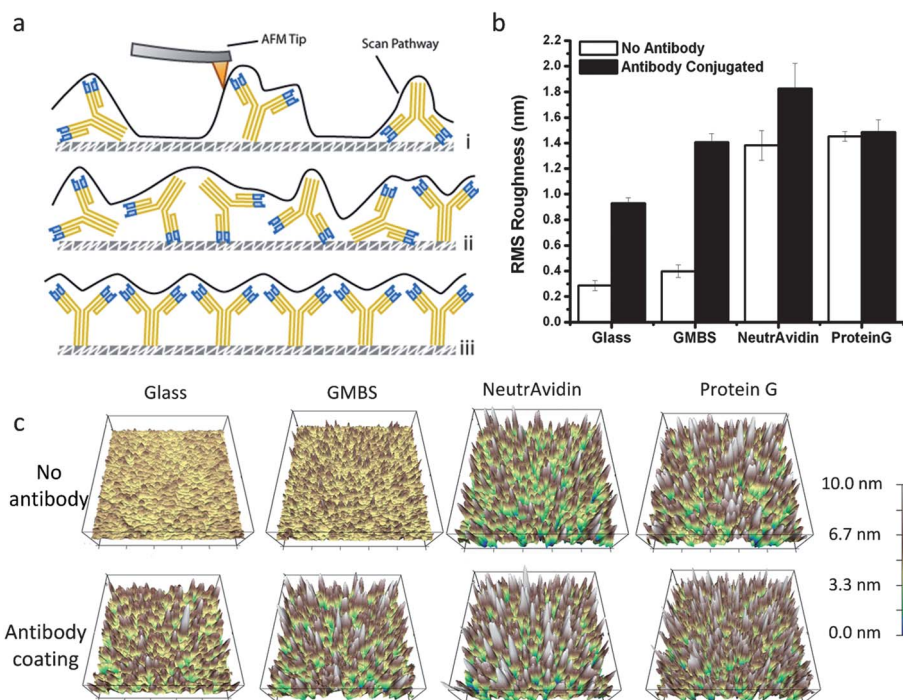 a
AFM Tip
Scan Pathway
i
ii
iii
b
RMS Roughness (nm)
2.2
2.0
1.8
1.6
1.4
1.2
1.0
0.8
0.6
0.4
0.2
0.0
No Antibody
Antibody Conjugated
Glass
GMBS
NeutrAvidin
ProteinG
c
Glass
GMBS
NeutrAvidin
Protein G
No
antibody
Antibody
coating
10.0 nm
6.7 nm
3.3 nm
0.0 nm